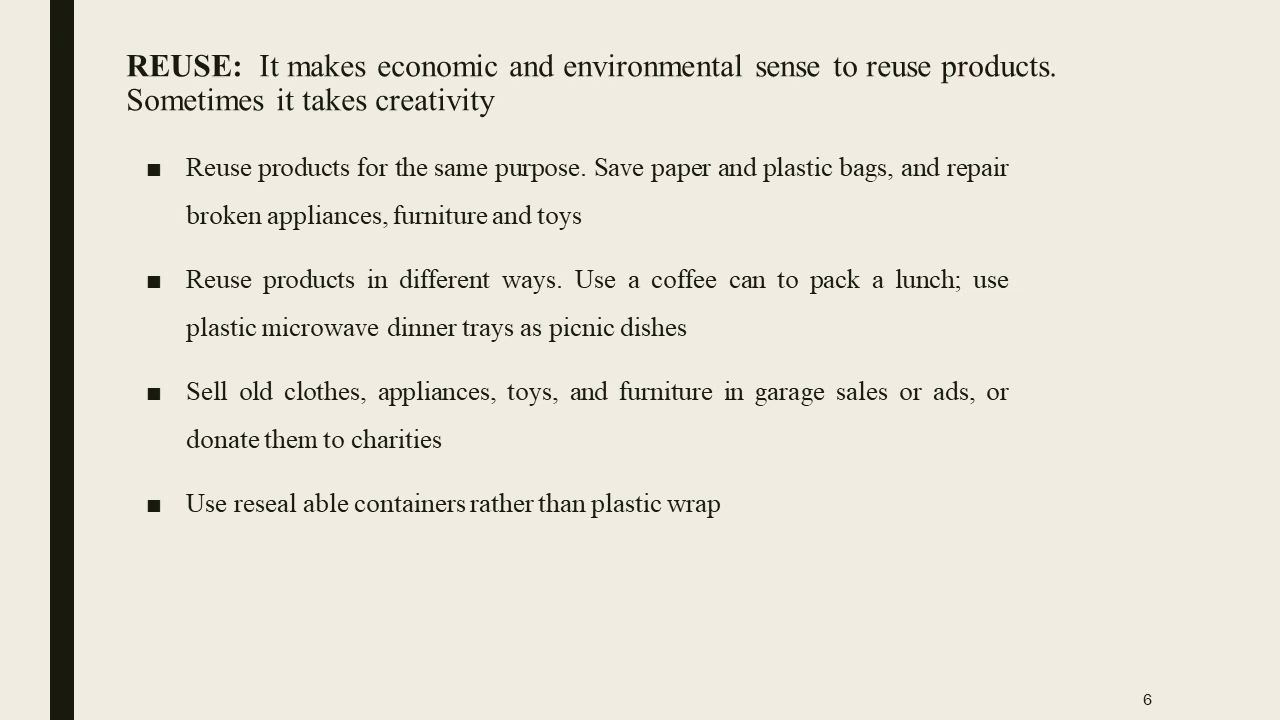 REUSE: It makes economic and environmental sense to reuse products.
Sometimes it takes creativity
■ Reuse products for the same purpose. Save paper and plastic bags, and repair
broken appliances, furniture and toys
■ Reuse products in different ways. Use a coffee can to pack a lunch; use
plastic microwave dinner trays as picnic dishes
■ Sell old clothes, appliances, toys, and furniture in garage sales or ads, or
donate them to charities
■ Use reseal able containers rather than plastic wrap
6